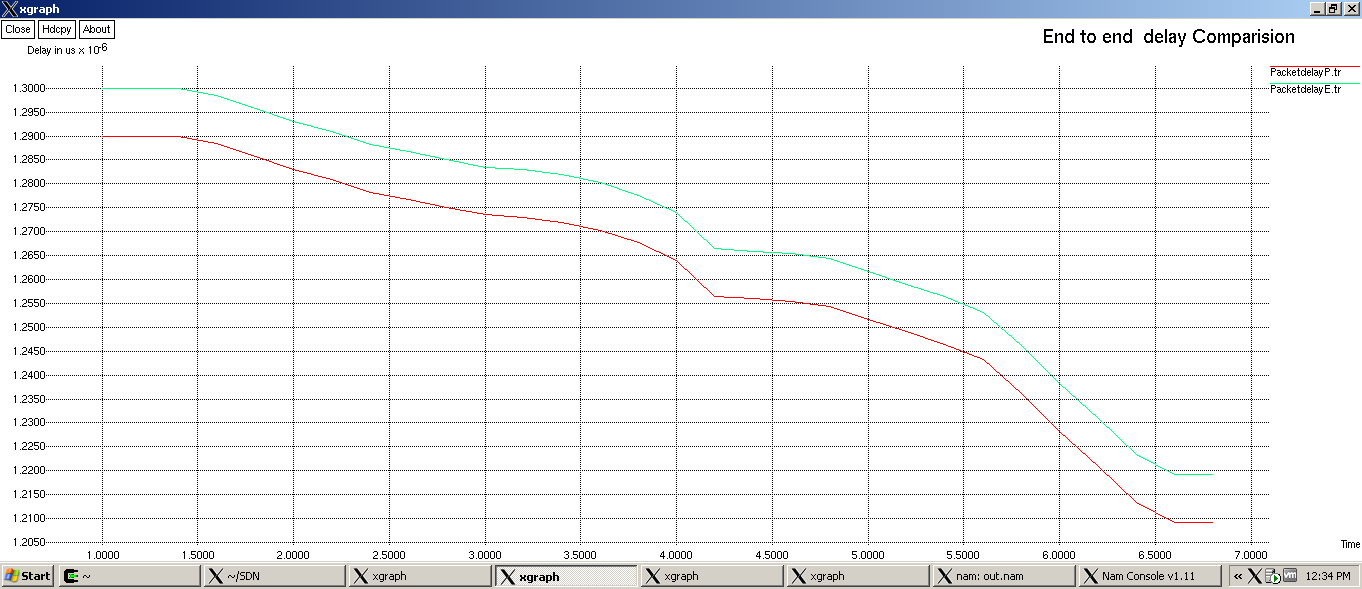 xgraph
Close Hdcpy About
Delay in us x 10-6
End to end delay Comparision
PacketdelayP.tr
PacketdelayE.tr
1.3000
1.2950
1.2900
1.2850
1.2800
1.2750
1.2700
1.2650
1.2600
1.2550
1.2500
1.2450
1.2400
1.2350
1.2300
1.2250
1.2200
1.2150
1.2100
1.2050
Time
1.0000 1.5000 2.0000 2.5000 3.0000 3.5000 4.0000 4.5000 5.0000 5.5000 6.0000 6.5000 7.0000
Start ~ ~/SDN xgraph xgraph xgraph xgraph nam: out.nam Nam Console v1.11 « 12:34 PM